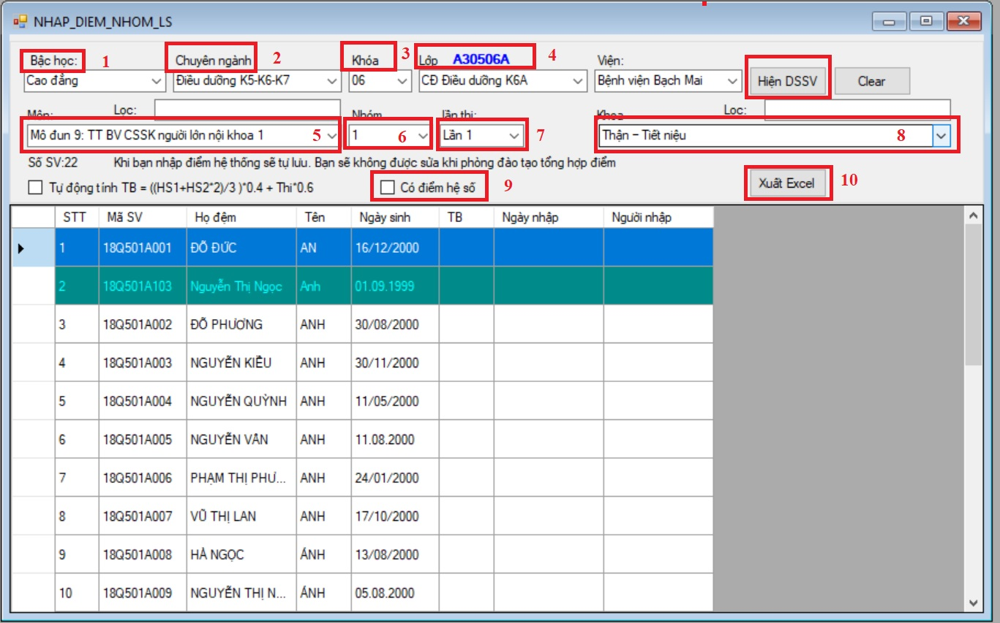 NHAP_DIEM_NHOM_LS
Bậc học: 1 Chuyên ngành 2 Khóa 3 Lớp A30506A 4 Viện:
Cao đẳng Điều dưỡng K5-K6-K7 06 CĐ Điều dưỡng K6A Bệnh viện Bạch Mai Hiện DSSV Clear
Môn: Lọc: Nhóm lần thi: Khoa Lọc:
Mô đun 9: TT BV CSSK người lớn nội khoa 1 5 1 6 Lần 1 7 Thận - Tiết niệu 8
Số SV:22 Khi bạn nhập điểm hệ thống sẽ tự lưu. Bạn sẽ không được sửa khi phòng đào tạo tổng hợp điểm
Tự động tính TB = ((HS1+HS2*2)/3 )*0.4 + Thi*0.6 Có điểm hệ số 9 Xuất Excel 10
STT Mã SV Họ đệm Tên Ngày sinh TB Ngày nhập Người nhập
1 18Q501A001 ĐỖ ĐỨC AN 16/12/2000
2 18Q501A103 Nguyễn Thị Ngọc Anh 01.09.1999
3 18Q501A002 ĐỖ PHƯƠNG ANH 30/08/2000
4 18Q501A003 NGUYỄN KIỀU ANH 30/11/2000
5 18Q501A004 NGUYỄN QUỲNH ANH 11/05/2000
6 18Q501A005 NGUYỄN VÂN ANH 11.08.2000
7 18Q501A006 PHẠM THỊ PHƯ... ANH 24/01/2000
8 18Q501A007 VŨ THỊ LAN ANH 17/10/2000
9 18Q501A008 HÀ NGỌC ÁNH 13/08/2000
10 18Q501A009 NGUYỄN THỊ N... ÁNH 05.08.2000